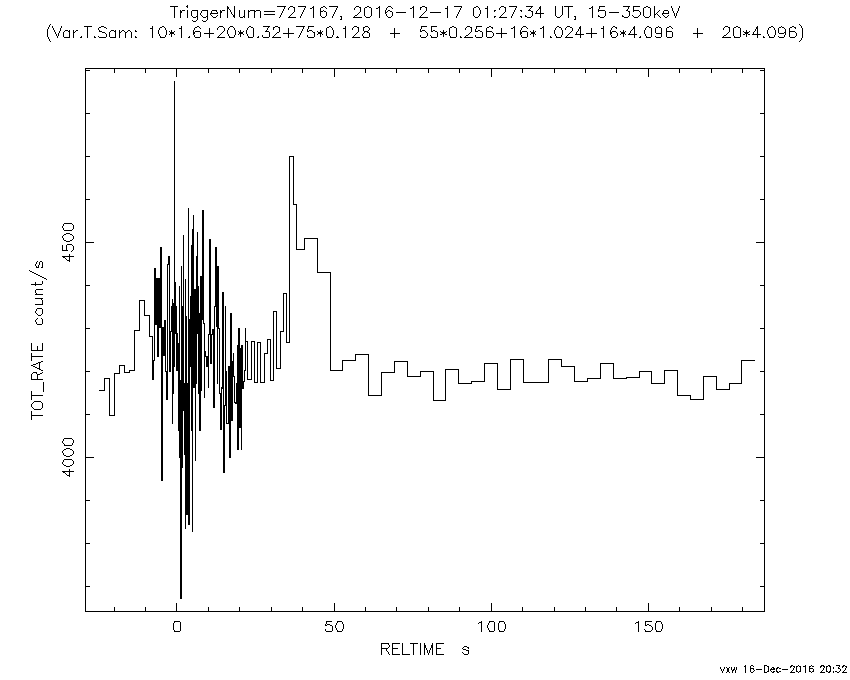 TriggerNum=727167, 2016-12-17 01:27:34 UT, 15-350keV
(Var.T.Sam: 10*1.6+20*0.32+75*0.128 + 55*0.256+16*1.024+16*4.096 + 20*4.096)
4500
TOT_RATE count/s
4000
0 50 100 150
RELTIME s
vxw 16-Dec-2016 20:32